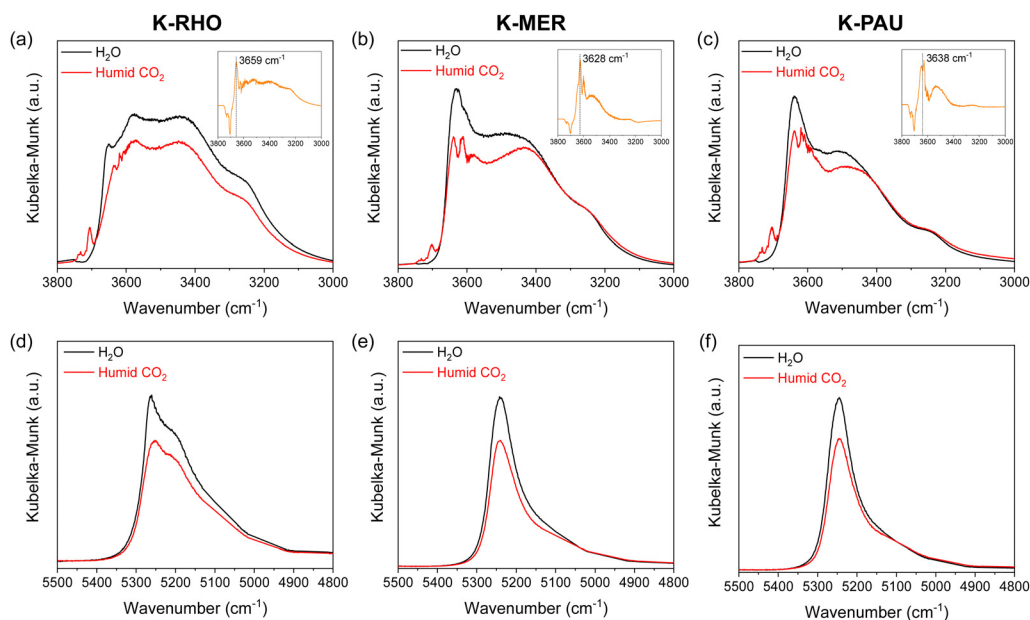 K-RHO
K-MER
K-PAU
(a)
H₂O
Humid CO₂
3659 cm⁻¹
3800 3600 3400 3200 3000
Kubelka-Munk (a.u.)
3800 3600 3400 3200 3000
Wavenumber (cm⁻¹)
(b)
H₂O
Humid CO₂
3628 cm⁻¹
3800 3600 3400 3200 3000
Kubelka-Munk (a.u.)
3800 3600 3400 3200 3000
Wavenumber (cm⁻¹)
(c)
H₂O
Humid CO₂
3638 cm⁻¹
3800 3600 3400 3200 3000
Kubelka-Munk (a.u.)
3800 3600 3400 3200 3000
Wavenumber (cm⁻¹)
(d)
H₂O
Humid CO₂
Kubelka-Munk (a.u.)
5500 5400 5300 5200 5100 5000 4900 4800
Wavenumber (cm⁻¹)
(e)
H₂O
Humid CO₂
Kubelka-Munk (a.u.)
5500 5400 5300 5200 5100 5000 4900 4800
Wavenumber (cm⁻¹)
(f)
H₂O
Humid CO₂
Kubelka-Munk (a.u.)
5500 5400 5300 5200 5100 5000 4900 4800
Wavenumber (cm⁻¹)